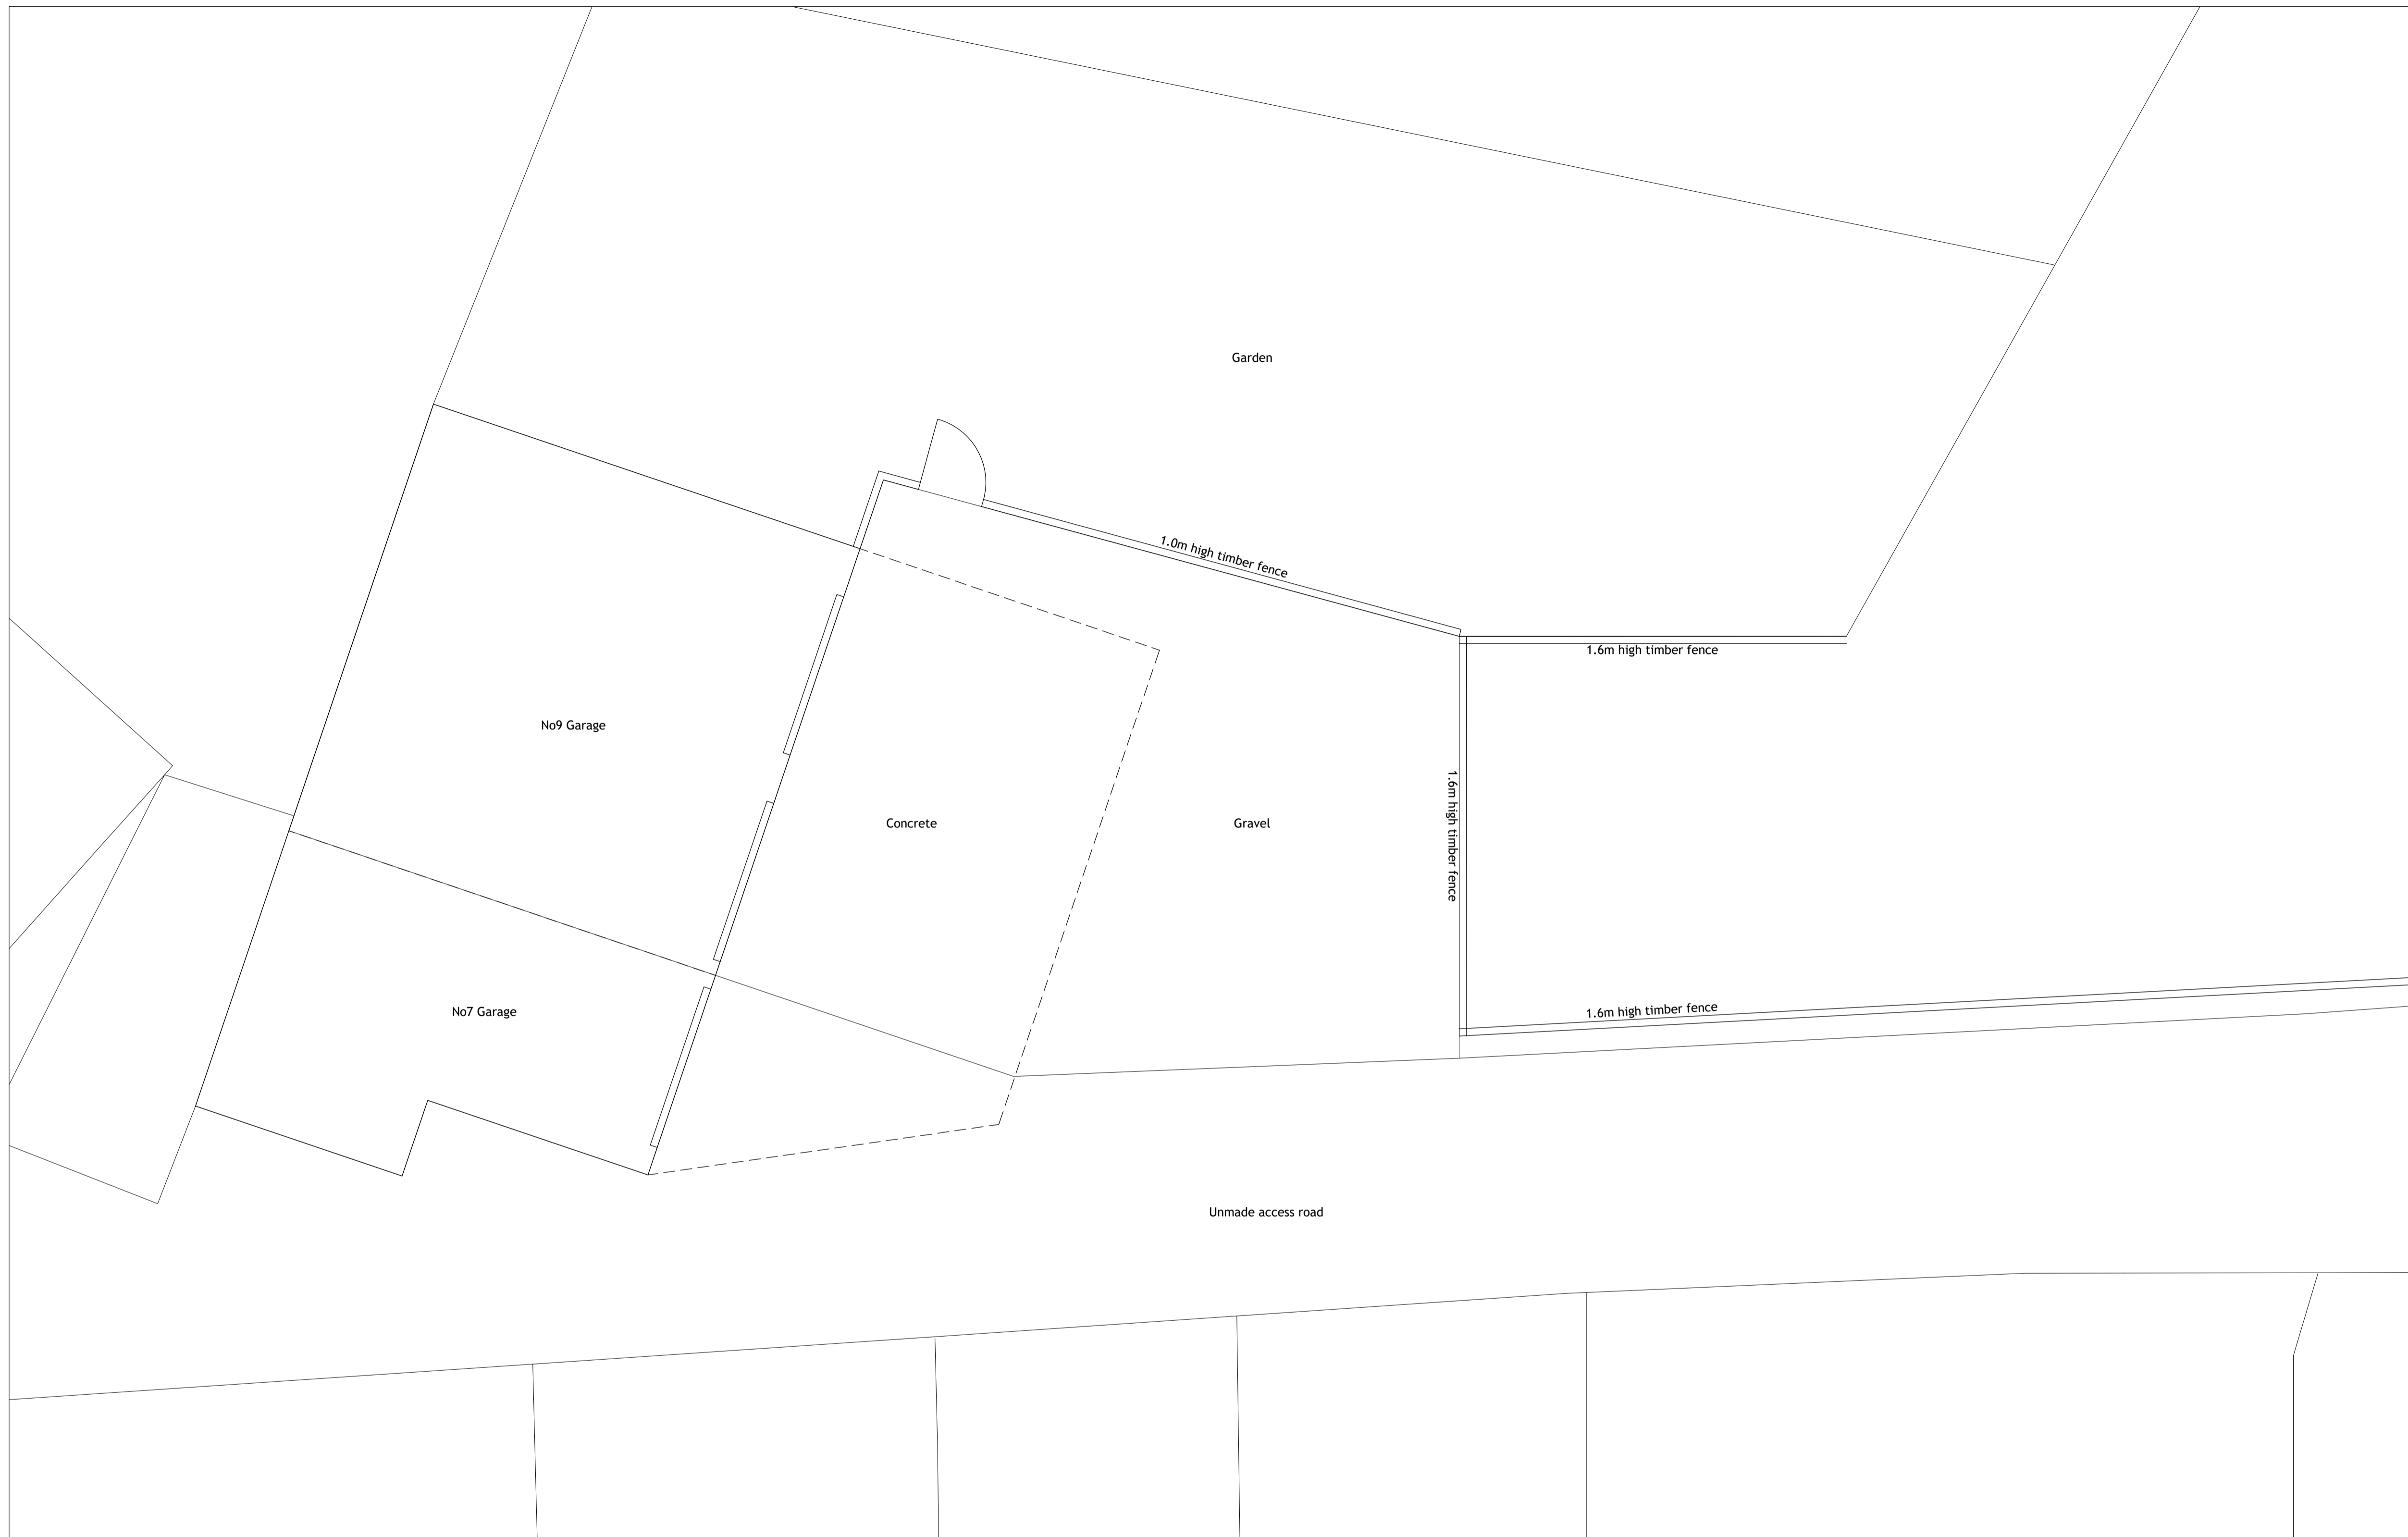 Garden
1.0m high timber fence
1.6m high timber fence
No9 Garage
Concrete
Gravel
1.6m high timber fence
No7 Garage
1.6m high timber fence
Unmade access road